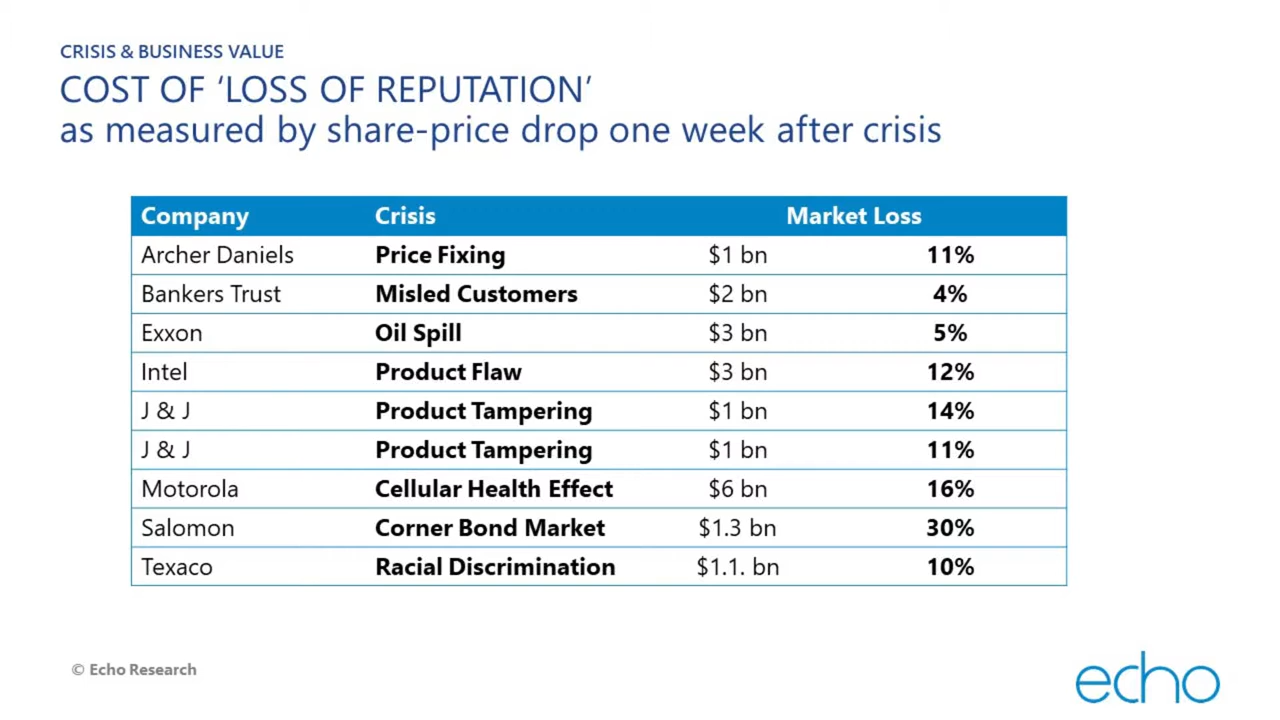 CRISIS & BUSINESS VALUE
COST OF ‘LOSS OF REPUTATION’
as measured by share-price drop one week after crisis
Company Crisis Market Loss
Archer Daniels Price Fixing $1 bn 11%
Bankers Trust Misled Customers $2 bn 4%
Exxon Oil Spill $3 bn 5%
Intel Product Flaw $3 bn 12%
J & J Product Tampering $1 bn 14%
J & J Product Tampering $1 bn 11%
Motorola Cellular Health Effect $6 bn 16%
Salomon Corner Bond Market $1.3 bn 30%
Texaco Racial Discrimination $1.1. bn 10%
© Echo Research
echo